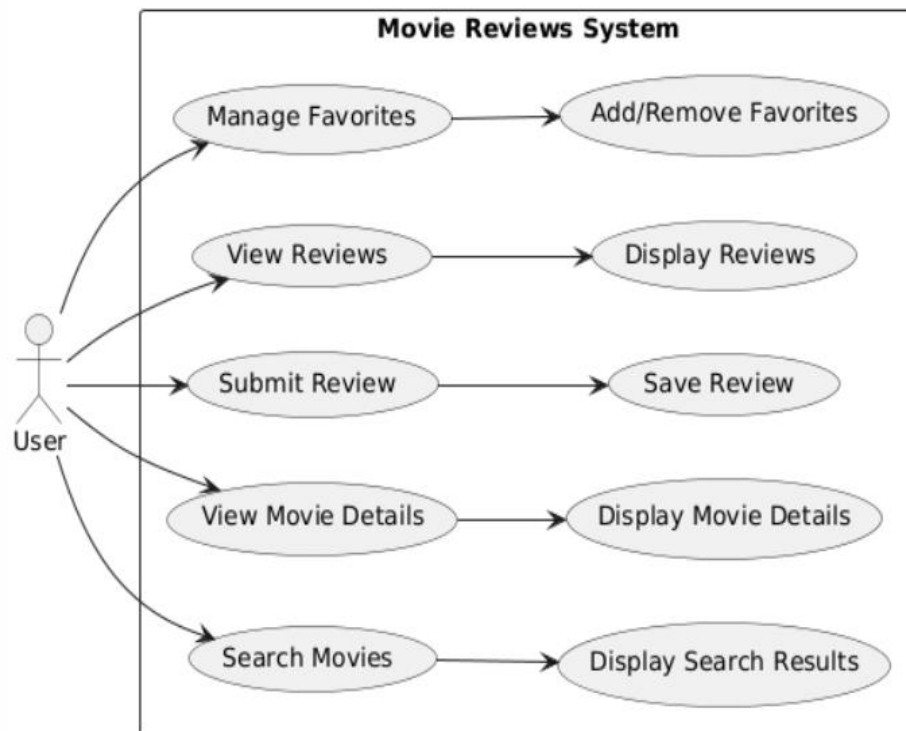 Movie Reviews System
Manage Favorites
Add/Remove Favorites
View Reviews
Display Reviews
Submit Review
Save Review
User
View Movie Details
Display Movie Details
Search Movies
Display Search Results